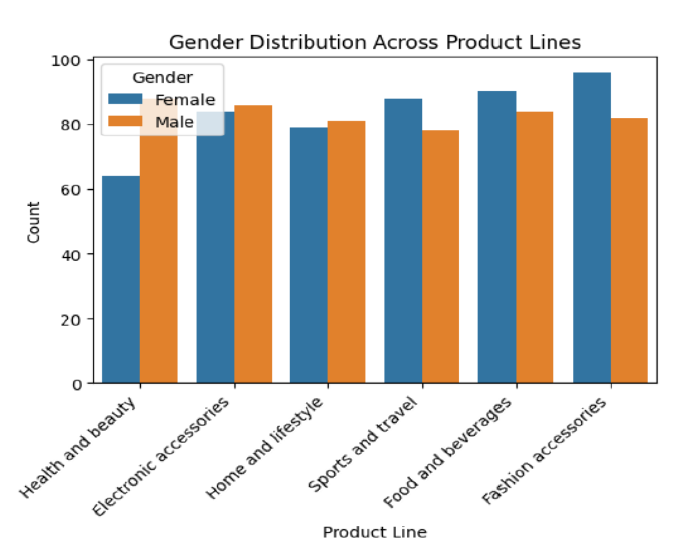 Gender Distribution Across Product Lines
100
80
60
40
20
0
Count
Gender
Female
Male
Health and beauty
Electronic accessories
Home and lifestyle
Sports and travel
Food and beverages
Fashion accessories
Product Line